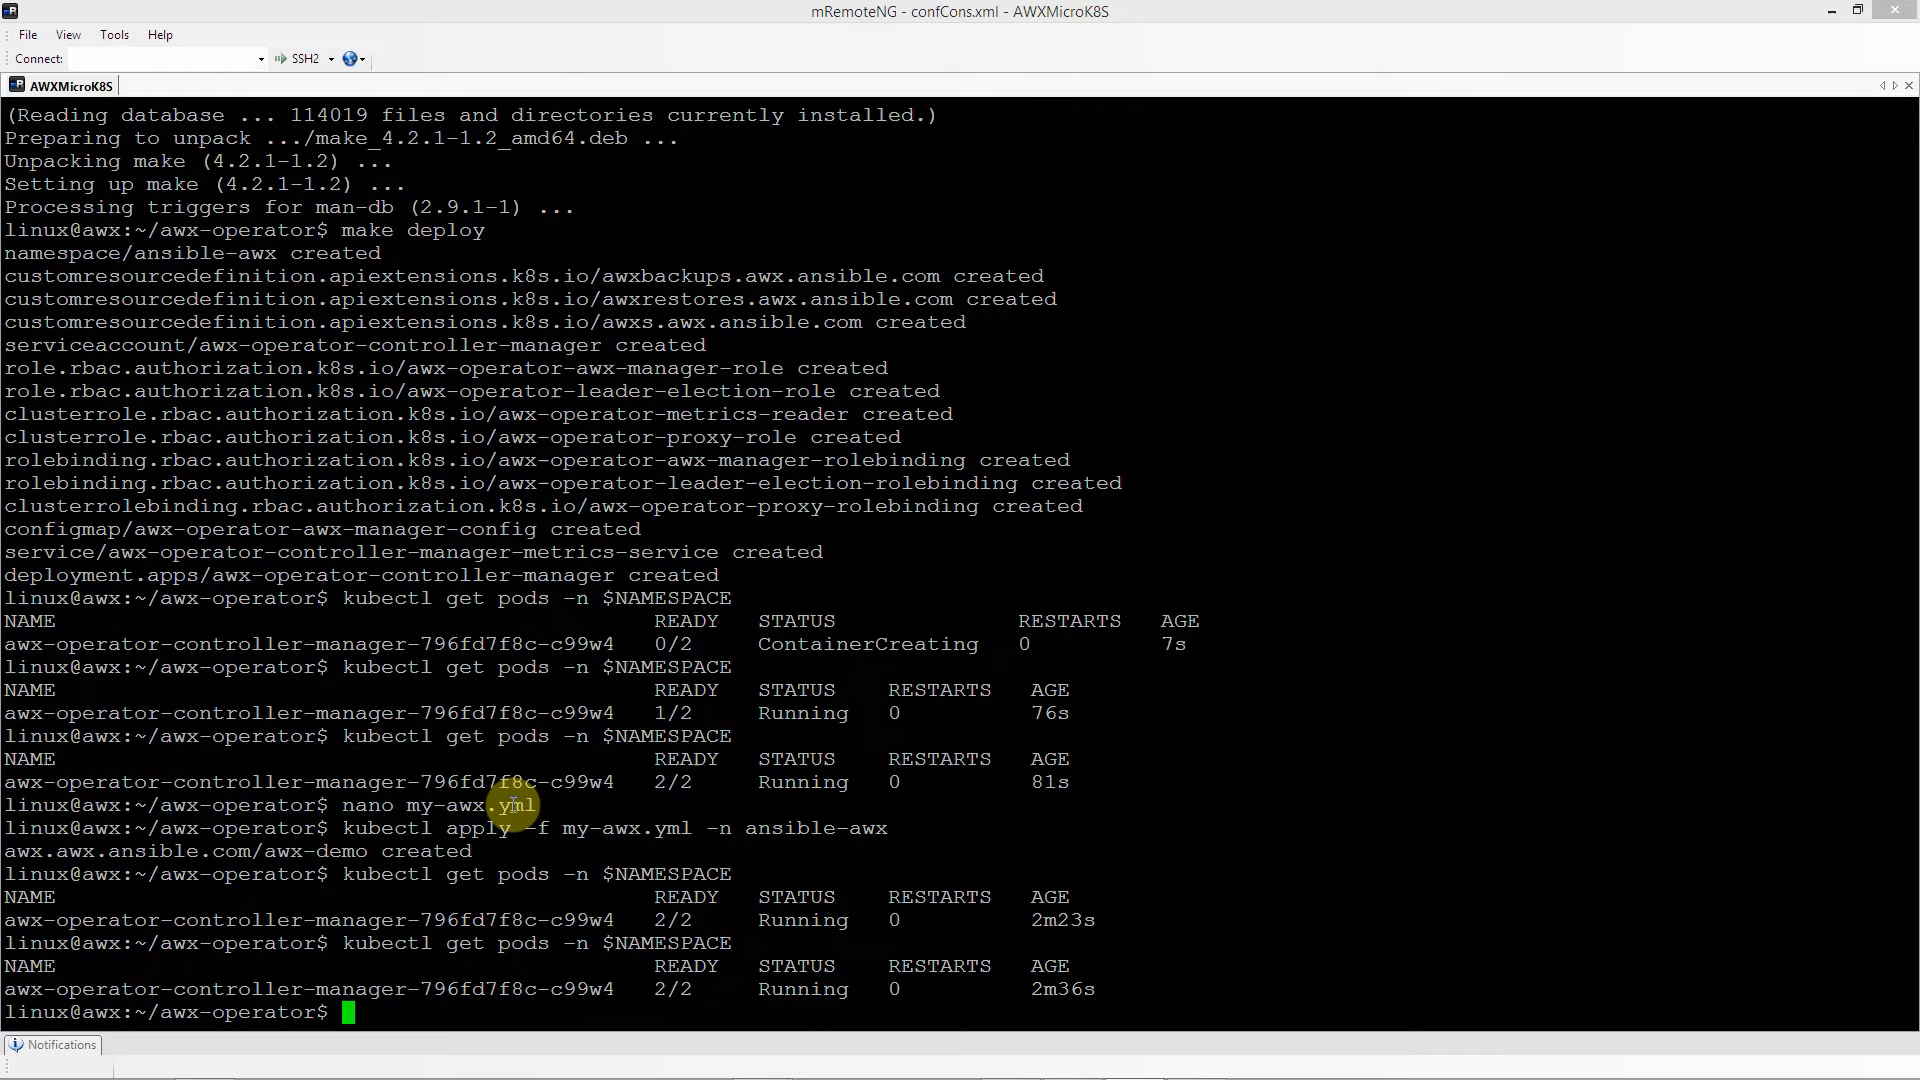 mRemoteNG - confCons.xml - AWXMicroK8S
File View Tools Help
Connect: SSH2
AWXMicroK8S
(Reading database ... 114019 files and directories currently installed.)
Preparing to unpack .../make_4.2.1-1.2_amd64.deb ...
Unpacking make (4.2.1-1.2) ...
Setting up make (4.2.1-1.2) ...
Processing triggers for man-db (2.9.1-1) ...
linux@awx:~/awx-operator$ make deploy
namespace/ansible-awx created
customresourcedefinition.apiextensions.k8s.io/awxbackups.awx.ansible.com created
customresourcedefinition.apiextensions.k8s.io/awxrestores.awx.ansible.com created
customresourcedefinition.apiextensions.k8s.io/awxs.awx.ansible.com created
serviceaccount/awx-operator-controller-manager created
role.rbac.authorization.k8s.io/awx-operator-awx-manager-role created
role.rbac.authorization.k8s.io/awx-operator-leader-election-role created
clusterrole.rbac.authorization.k8s.io/awx-operator-metrics-reader created
clusterrole.rbac.authorization.k8s.io/awx-operator-proxy-role created
rolebinding.rbac.authorization.k8s.io/awx-operator-awx-manager-rolebinding created
rolebinding.rbac.authorization.k8s.io/awx-operator-leader-election-rolebinding created
clusterrolebinding.rbac.authorization.k8s.io/awx-operator-proxy-rolebinding created
configmap/awx-operator-awx-manager-config created
service/awx-operator-controller-manager-metrics-service created
deployment.apps/awx-operator-controller-manager created
linux@awx:~/awx-operator$ kubectl get pods -n $NAMESPACE
NAME READY STATUS RESTARTS AGE
awx-operator-controller-manager-796fd7f8c-c99w4 0/2 ContainerCreating 0 7s
linux@awx:~/awx-operator$ kubectl get pods -n $NAMESPACE
NAME READY STATUS RESTARTS AGE
awx-operator-controller-manager-796fd7f8c-c99w4 1/2 Running 0 76s
linux@awx:~/awx-operator$ kubectl get pods -n $NAMESPACE
NAME READY STATUS RESTARTS AGE
awx-operator-controller-manager-796fd7f8c-c99w4 2/2 Running 0 81s
linux@awx:~/awx-operator$ nano my-awx.yml
linux@awx:~/awx-operator$ kubectl apply -f my-awx.yml -n ansible-awx
awx.awx.ansible.com/awx-demo created
linux@awx:~/awx-operator$ kubectl get pods -n $NAMESPACE
NAME READY STATUS RESTARTS AGE
awx-operator-controller-manager-796fd7f8c-c99w4 2/2 Running 0 2m23s
linux@awx:~/awx-operator$ kubectl get pods -n $NAMESPACE
NAME READY STATUS RESTARTS AGE
awx-operator-controller-manager-796fd7f8c-c99w4 2/2 Running 0 2m36s
linux@awx:~/awx-operator$
Notifications